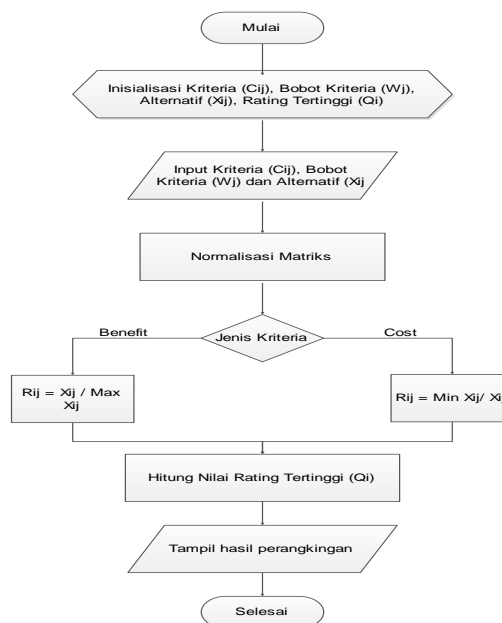 Mulai
Inisialisasi Kriteria (Cij), Bobot Kriteria (Wj),
Alternatif (Xij), Rating Tertinggi (Qi)
Input Kriteria (Cij), Bobot
Kriteria (Wj) dan Alternatif (Xij
Normalisasi Matriks
Benefit
Jenis Kriteria
Cost
Rij = Xij / Max
Xij
Rij = Min Xij/ Xij
Hitung Nilai Rating Tertinggi (Qi)
Tampil hasil perangkingan
Selesai